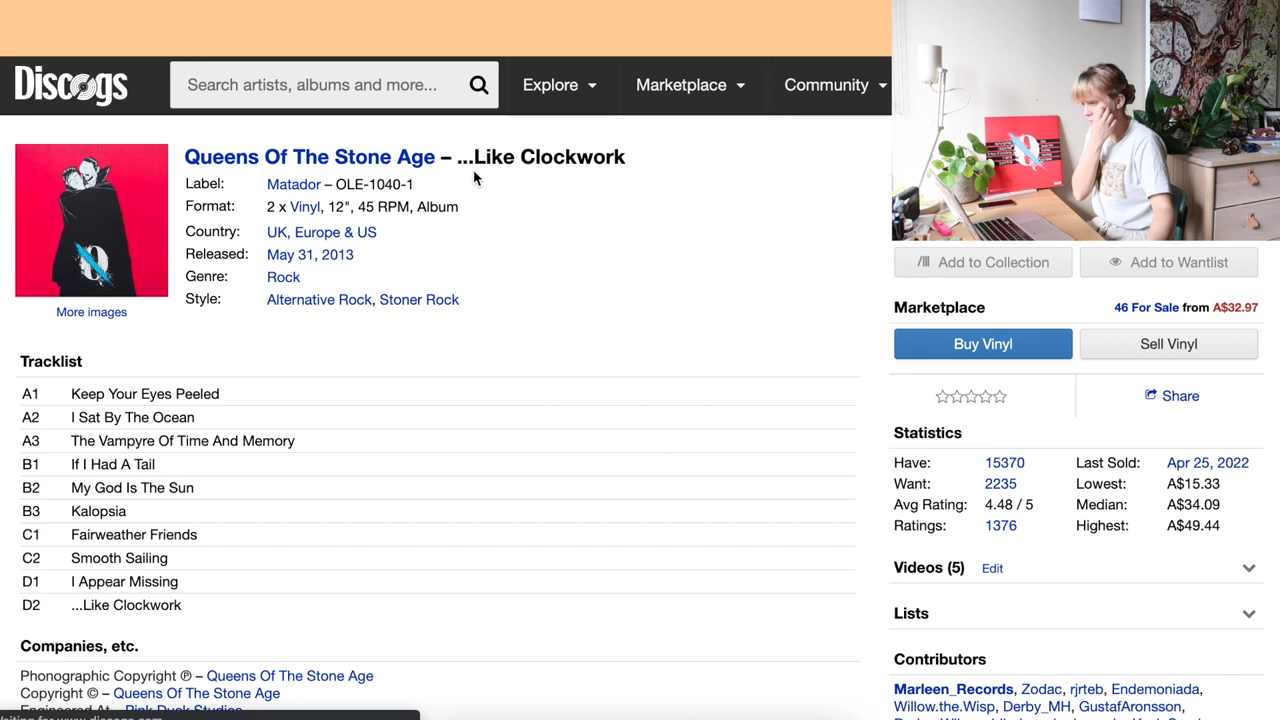 Discogs
Search artists, albums and more...
Explore
Marketplace
Community
Queens Of The Stone Age – ...Like Clockwork
Label: Matador – OLE-1040-1
Format: 2 x Vinyl, 12", 45 RPM, Album
Country: UK, Europe & US
Released: May 31, 2013
Genre: Rock
Style: Alternative Rock, Stoner Rock
More images
Tracklist
A1 Keep Your Eyes Peeled
A2 I Sat By The Ocean
A3 The Vampyre Of Time And Memory
B1 If I Had A Tail
B2 My God Is The Sun
B3 Kalopsia
C1 Fairweather Friends
C2 Smooth Sailing
D1 I Appear Missing
D2 ...Like Clockwork
Companies, etc.
Phonographic Copyright ℗ – Queens Of The Stone Age
Copyright © – Queens Of The Stone Age
Engineered At – Pink Duck Studios
Add to Collection
Add to Wantlist
Marketplace 46 For Sale from A$32.97
Buy Vinyl
Sell Vinyl
Share
Statistics
Have: 15370 Last Sold: Apr 25, 2022
Want: 2235 Lowest: A$15.33
Avg Rating: 4.48 / 5 Median: A$34.09
Ratings: 1376 Highest: A$49.44
Videos (5) Edit
Lists
Contributors
Marleen_Records, Zodac, rjrteb, Endemoniada,
Willow.the.Wisp, Derby_MH, GustafAronsson,